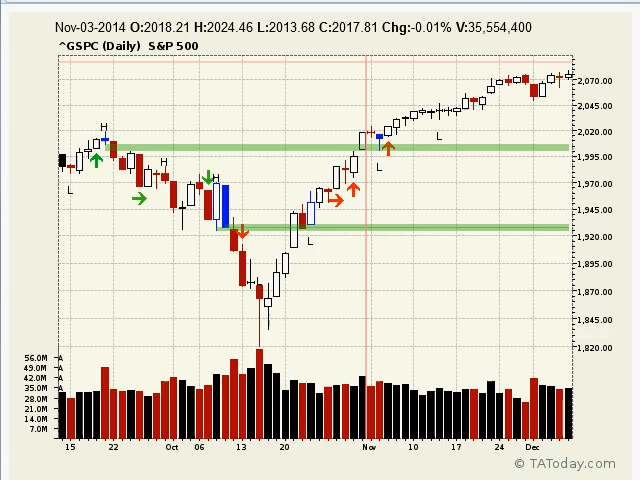 Nov-03-2014 O:2018.21 H:2024.46 L:2013.68 C:2017.81 Chg:-0.01% V:35,554,400
^GSPC (Daily) S&P 500
2,070.00
2,045.00
H
2,020.00
H
1,995.00
L
L
L
H
1,970.00
1,945.00
L
1,920.00
1,895.00
1,870.00
1,845.00
1,820.00
56.0M A
49.0M A
42.0M A
35.0M A
28.0M
21.0M
14.0M
7.0M
15 22 Oct 06 13 20 Nov 10 17 24 Dec
© TAToday.com